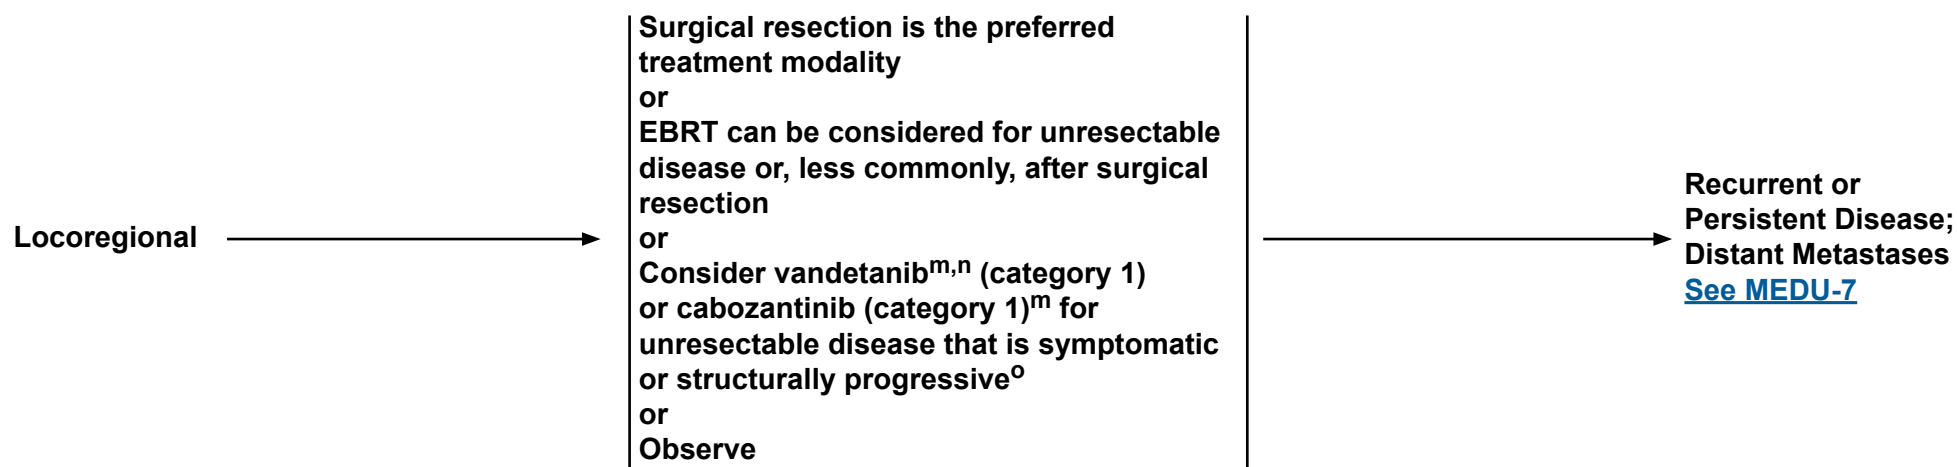 Locoregional
Surgical resection is the preferred
treatment modality
or
EBRT can be considered for unresectable
disease or, less commonly, after surgical
resection
or
Consider vandetanibm,n (category 1)
or cabozantinib (category 1)m for
unresectable disease that is symptomatic
or structurally progressiveo
or
Observe
Recurrent or
Persistent Disease;
Distant Metastases
See MEDU-7